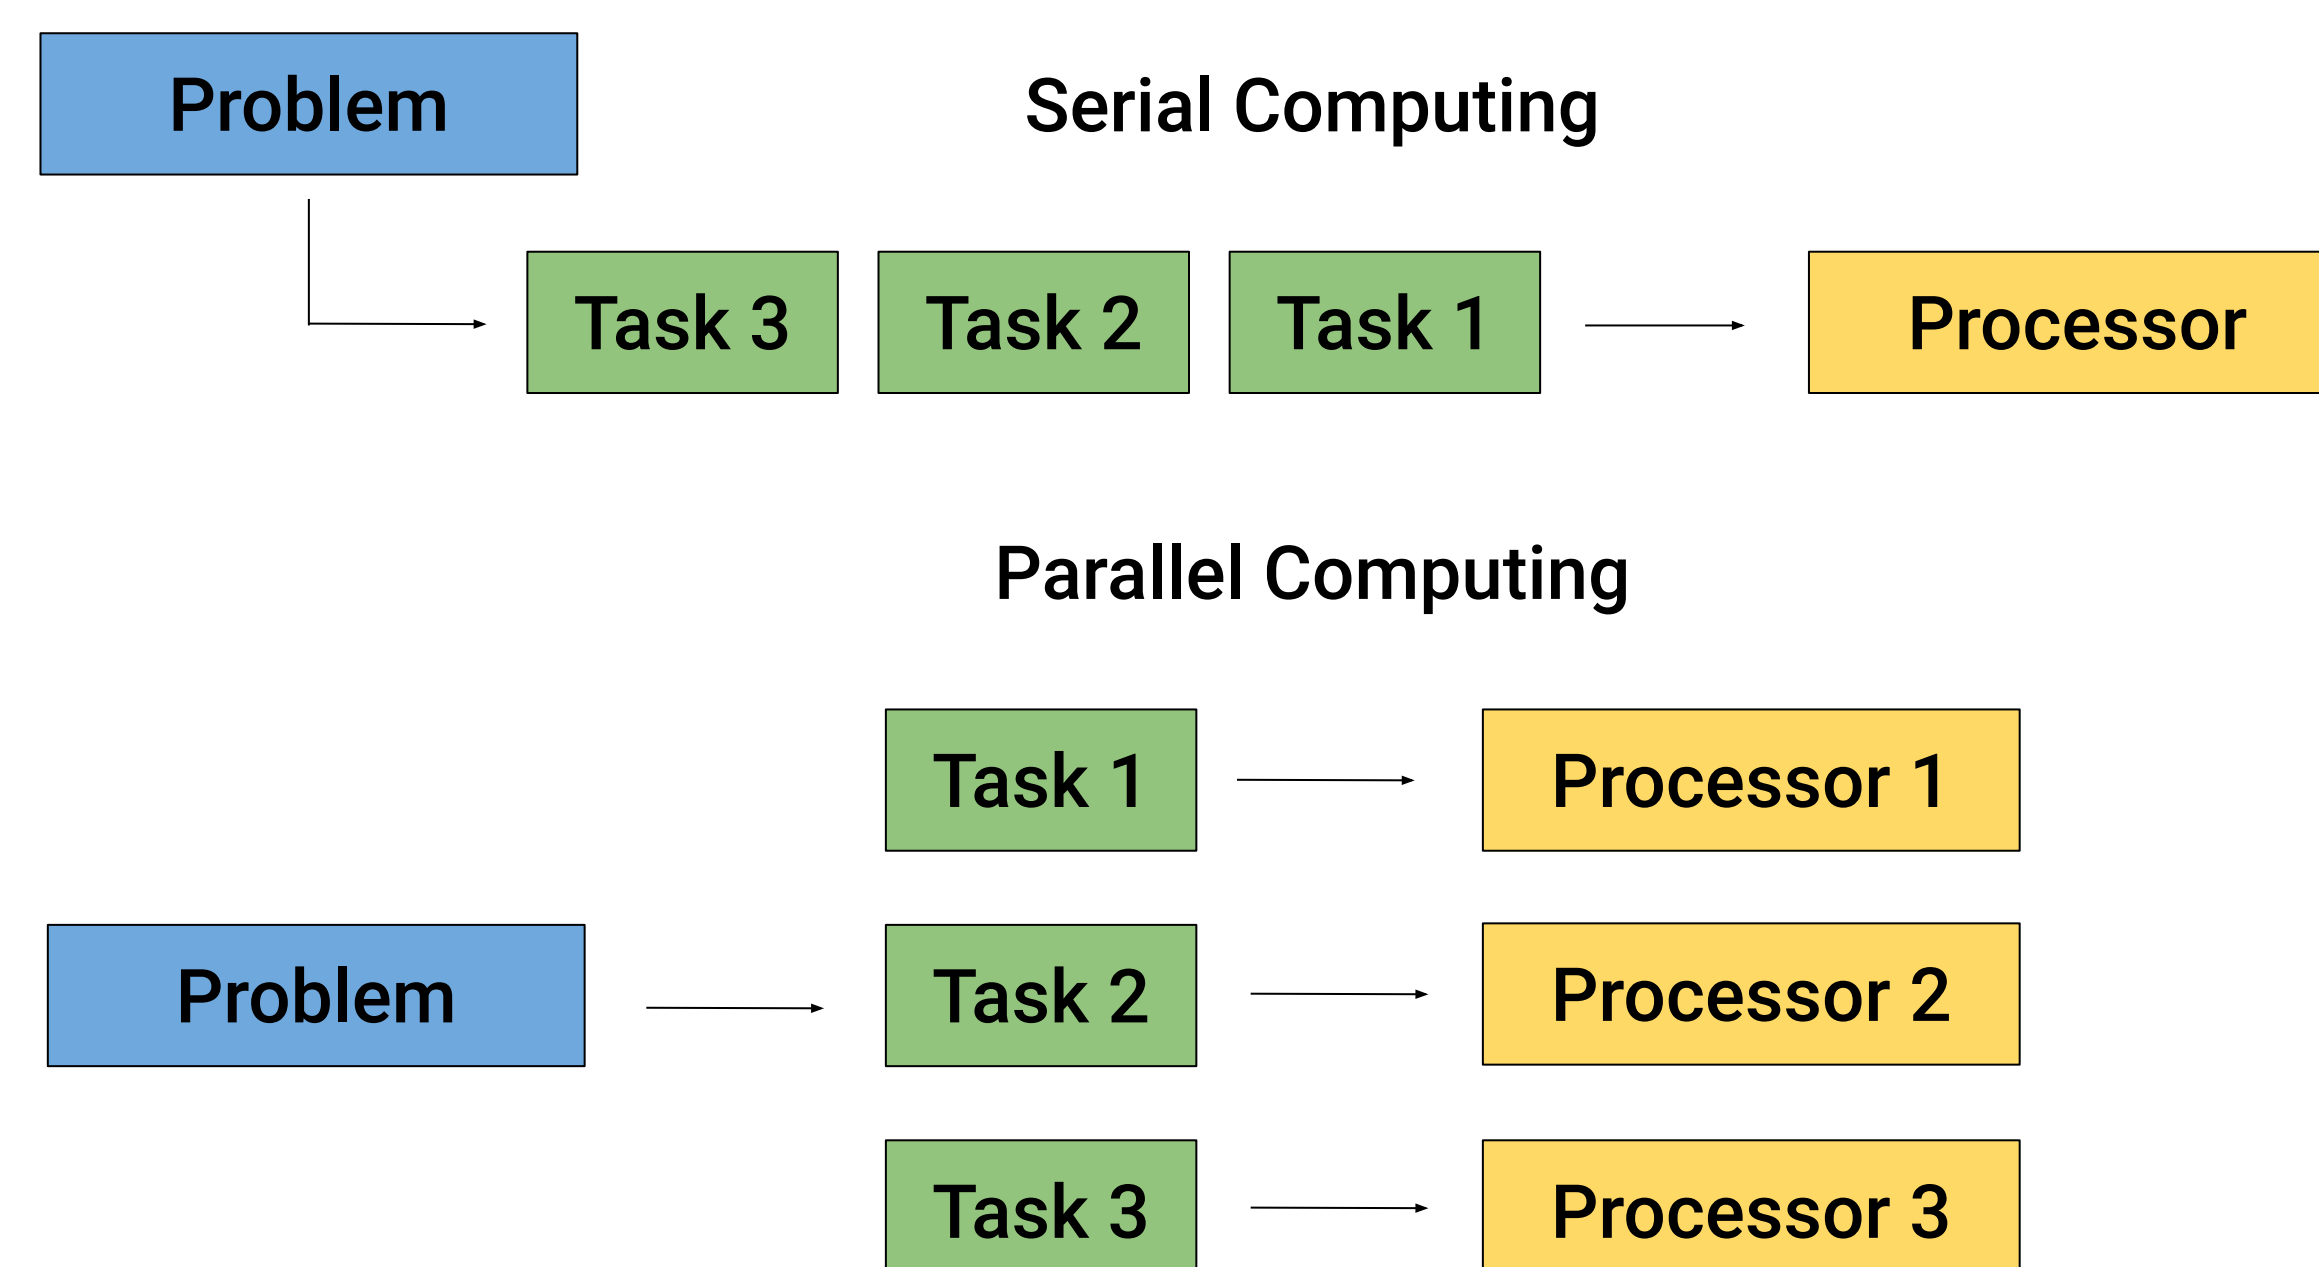 Problem
Serial Computing
Task 3 Task 2 Task 1 Processor
Parallel Computing
Task 1 Processor 1
Problem Task 2 Processor 2
Task 3 Processor 3